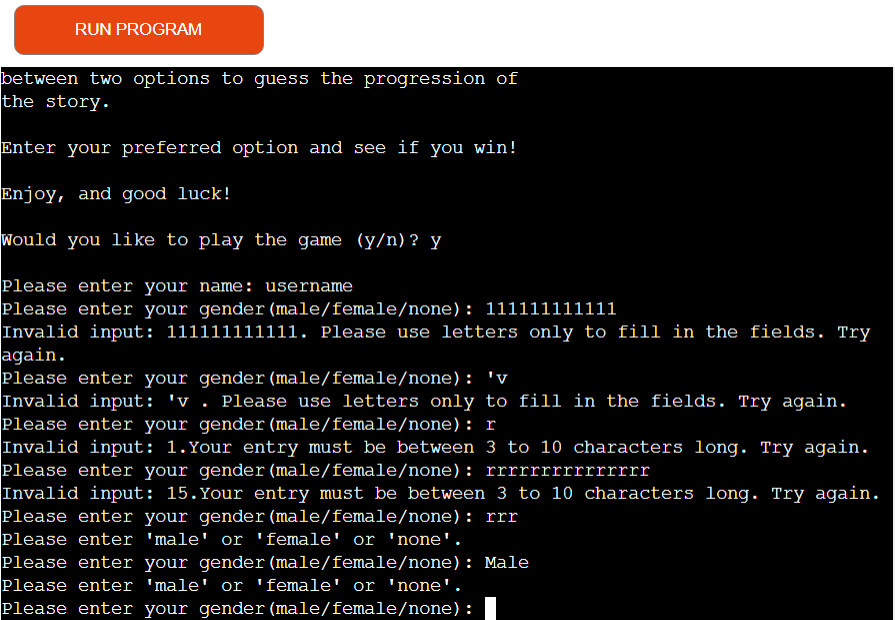 RUN PROGRAM
between two options to guess the progression of
the story.
Enter your preferred option and see if you win!
Enjoy, and good luck!
Would you like to play the game (y/n)? y
Please enter your name: username
Please enter your gender(male/female/none): 111111111111
Invalid input: 111111111111. Please use letters only to fill in the fields. Try
again.
Please enter your gender(male/female/none): 'v
Invalid input: 'v . Please use letters only to fill in the fields. Try again.
Please enter your gender(male/female/none): r
Invalid input: 1.Your entry must be between 3 to 10 characters long. Try again.
Please enter your gender(male/female/none): rrrrrrrrrrrrrrr
Invalid input: 15.Your entry must be between 3 to 10 characters long. Try again.
Please enter your gender(male/female/none): rrr
Please enter 'male' or 'female' or 'none'.
Please enter your gender(male/female/none): Male
Please enter 'male' or 'female' or 'none'.
Please enter your gender(male/female/none):